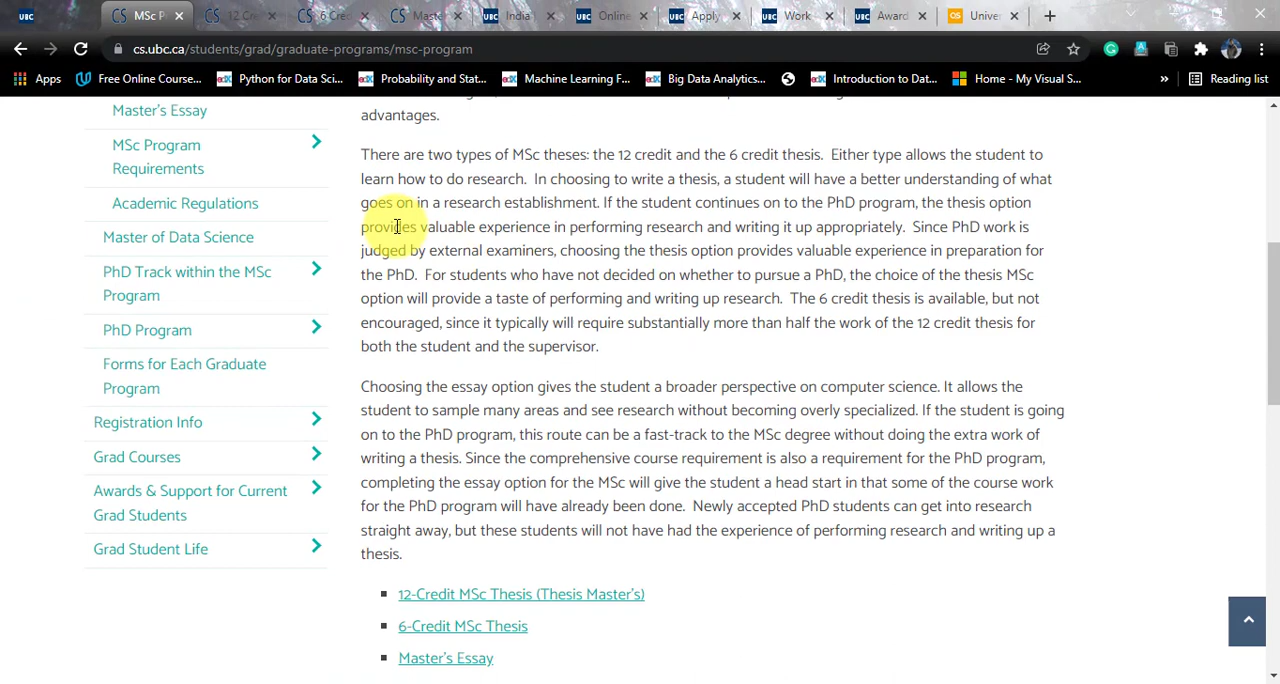 MSc P
12 Cre
6 Cred
Master
India
Online
Apply
Work
Award
Univer
cs.ubc.ca/students/grad/graduate-programs/msc-program
Apps
Free Online Course...
Python for Data Sci...
Probability and Stat...
Machine Learning F...
Big Data Analytics...
Introduction to Dat...
Home - My Visual S...
Reading list
Master's Essay
MSc Program
Requirements
Academic Regulations
Master of Data Science
PhD Track within the MSc
Program
PhD Program
Forms for Each Graduate
Program
Registration Info
Grad Courses
Awards & Support for Current
Grad Students
Grad Student Life
advantages.
There are two types of MSc theses: the 12 credit and the 6 credit thesis. Either type allows the student to
learn how to do research. In choosing to write a thesis, a student will have a better understanding of what
goes on in a research establishment. If the student continues on to the PhD program, the thesis option
provides valuable experience in performing research and writing it up appropriately. Since PhD work is
judged by external examiners, choosing the thesis option provides valuable experience in preparation for
the PhD. For students who have not decided on whether to pursue a PhD, the choice of the thesis MSc
option will provide a taste of performing and writing up research. The 6 credit thesis is available, but not
encouraged, since it typically will require substantially more than half the work of the 12 credit thesis for
both the student and the supervisor.
Choosing the essay option gives the student a broader perspective on computer science. It allows the
student to sample many areas and see research without becoming overly specialized. If the student is going
on to the PhD program, this route can be a fast-track to the MSc degree without doing the extra work of
writing a thesis. Since the comprehensive course requirement is also a requirement for the PhD program,
completing the essay option for the MSc will give the student a head start in that some of the course work
for the PhD program will have already been done. Newly accepted PhD students can get into research
straight away, but these students will not have had the experience of performing research and writing up a
thesis.
12-Credit MSc Thesis (Thesis Master's)
6-Credit MSc Thesis
Master's Essay